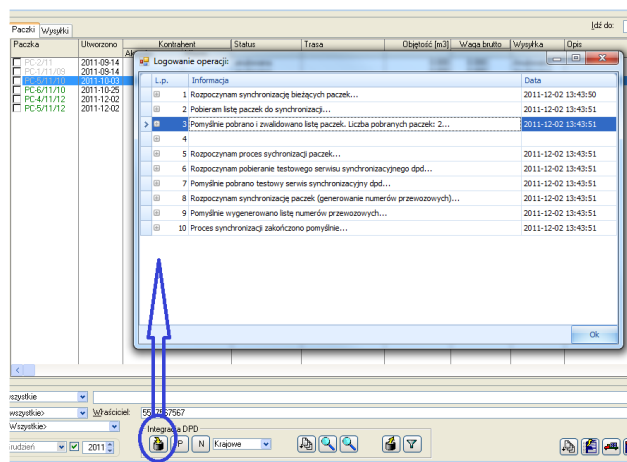 Idź do:
Paczki Wysyłki
Paczka Utworzono Kontrahent Status Trasa Objętość [m3] Waga brutto Wysyłka Opis
PC-2/11 2011-09-14
PC-1/11/09 2011-09-14
PC-5/11/10 2011-10-03
PC-6/11/10 2011-10-25
PC-4/11/12 2011-12-02
PC-5/11/12 2011-12-02
Logowanie operacji:
L.p. Informacja Data
1 Rozpoczynam synchronizację bieżących paczek... 2011-12-02 13:43:50
2 Pobieram listę paczek do synchronizacji... 2011-12-02 13:43:51
3 Pomyślnie pobrano i zwalidowano listę paczek. Liczba pobranych paczek: 2... 2011-12-02 13:43:51
4
5 Rozpoczynam proces sychronizacji paczek... 2011-12-02 13:43:51
6 Rozpoczynam pobieranie testowego serwisu synchronizacyjnego dpd... 2011-12-02 13:43:51
7 Pomyślnie pobrano testowy serwis synchronizacyjny dpd... 2011-12-02 13:43:51
8 Rozpoczynam synchronizację paczek (generowanie numerów przewozowych)... 2011-12-02 13:43:51
9 Pomyślnie wygenerowano listę numerów przewozowych... 2011-12-02 13:43:51
10 Proces synchronizacji zakończono pomyślnie... 2011-12-02 13:43:51
Ok
wszystkie
wszystkie> Właściciel:
Wszystkie> Integracja DPD
rudzień 2011 P N Krajowe